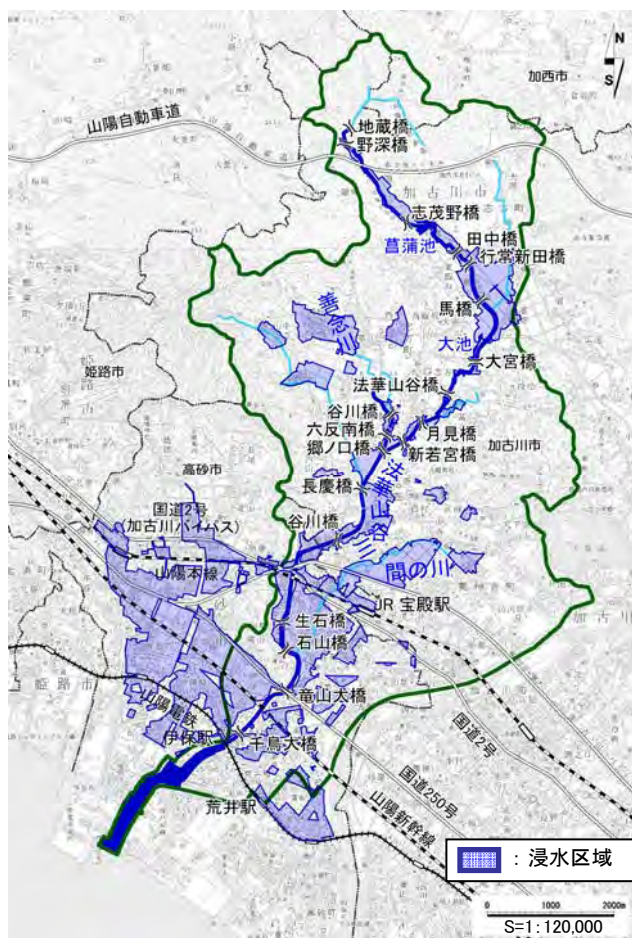 N
S
加西市
山陽自動車道
地蔵橋
野深橋
加古川市
志茂野橋
菖蒲池
田中橋
行常新田橋
善念川
馬橋
大池
姫路市
大宮橋
法華山谷橋
谷川橋
六反南橋
月見橋
加古川市
郷ノ口橋
新若宮橋
高砂市
法華山谷川
長慶橋
国道2号
(加古川バイパス)
谷川橋
山陽本線
間の川
JR 宝殿駅
生石橋
石山橋
姫路市
山陽電鉄
竜山大橋
伊保駅
千鳥大橋
国道2号
荒井駅
国道250号
山陽新幹線
：浸水区域
0 1000 2000m
S=1:120,000